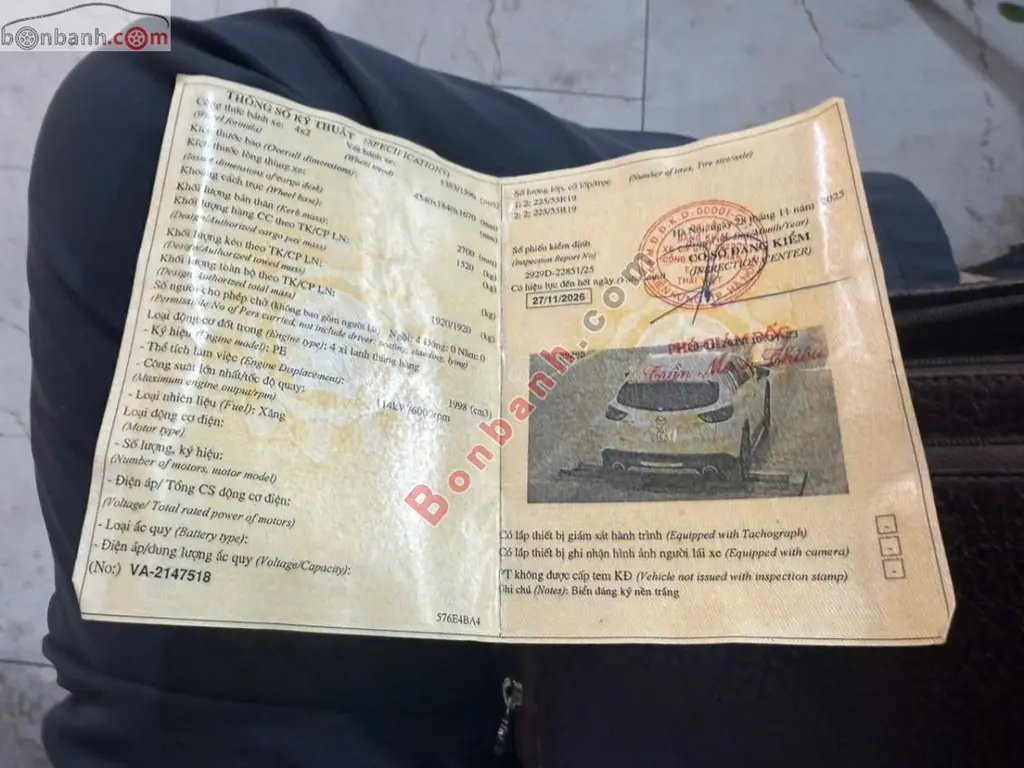 bonbanh.com
THÔNG SỐ KỸ THUẬT (SPECIFICATIONS)
Công thức bánh xe: 4x2 Vết bánh xe:
(Wheel formula) (Wheel tread)
Kích thước bao (Overall dimensions): (mm)
Kích thước lòng thùng xe: 4540x1840x1670 (mm)
(Inside dimensions of cargo desk) (mm)
Khoảng cách trục (Wheel base): 2700 (mm)
Khối lượng bản thân (Kerb mass): 1520 (kg)
Khối lượng hàng CC theo TK/CP LN: (kg)
(Design/Authorized cargo pay mass)
Khối lượng kéo theo TK/CP LN: (kg)
(Design/Authorized towed mass)
Khối lượng toàn bộ theo TK/CP LN: 1920/1920 (kg)
(Design/Authorized total mass)
Số người cho phép chở (không bao gồm người lái) Ngồi: 4 Đứng: 0 Nằm: 0
(Permissible No of Pers carried, not include driver: seating, standing, lying)
Loại động cơ đốt trong (Engine type): 4 xi lanh thẳng hàng
- Ký hiệu (Engine model): PE
- Thể tích làm việc (Engine Displacement): 1998 (cm3)
- Công suất lớn nhất/tốc độ quay: 114kW/6000rpm
(Maximum engine output/rpm)
- Loại nhiên liệu (Fuel): Xăng
Loại động cơ điện:
(Motor type)
- Số lượng, ký hiệu:
(Number of motors, motor model)
- Điện áp/ Tổng CS động cơ điện:
(Voltage/ Total rated power of motors)
- Loại ắc quy (Battery type):
- Điện áp/dung lượng ắc quy (Voltage/Capacity):
(No:) VA-2147518
576E4BA4
Số lượng lốp, cỡ lốp/trục
(Number of tires, Tire size/axle)
1: 2: 225/55R19
2: 2: 225/55R19
Hà Nội, ngày 28 tháng 11 năm 2025
Số phiếu kiểm định
CƠ SỞ ĐĂNG KIỂM
(Inspection Report No)
(INSPECTION CENTER)
2929D-22851/25
Có hiệu lực đến hết ngày
27/11/2026
PHÓ GIÁM ĐỐC
Có lắp thiết bị giám sát hành trình (Equipped with Tachograph)
Có lắp thiết bị ghi nhận hình ảnh người lái xe (Equipped with camera)
PT không được cấp tem KĐ (Vehicle not issued with inspection stamp)
Ghi chú (Notes): Biển đăng ký nền trắng
Bonbanh.com